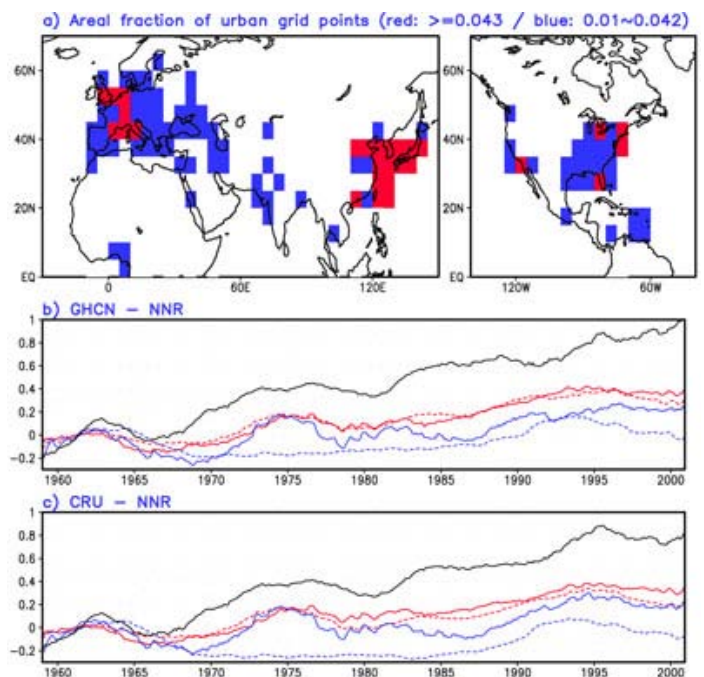 a) Areal fraction of urban grid points (red: >=0.043 / blue: 0.01~0.042)
60N
40N
20N
EQ
0 60E 120E
60N
40N
20N
EQ
120W 60W
b) GHCN – NNR
1
0.8
0.6
0.4
0.2
0
−0.2
1960 1965 1970 1975 1980 1985 1990 1995 2000
c) CRU – NNR
1
0.8
0.6
0.4
0.2
0
−0.2
1960 1965 1970 1975 1980 1985 1990 1995 2000